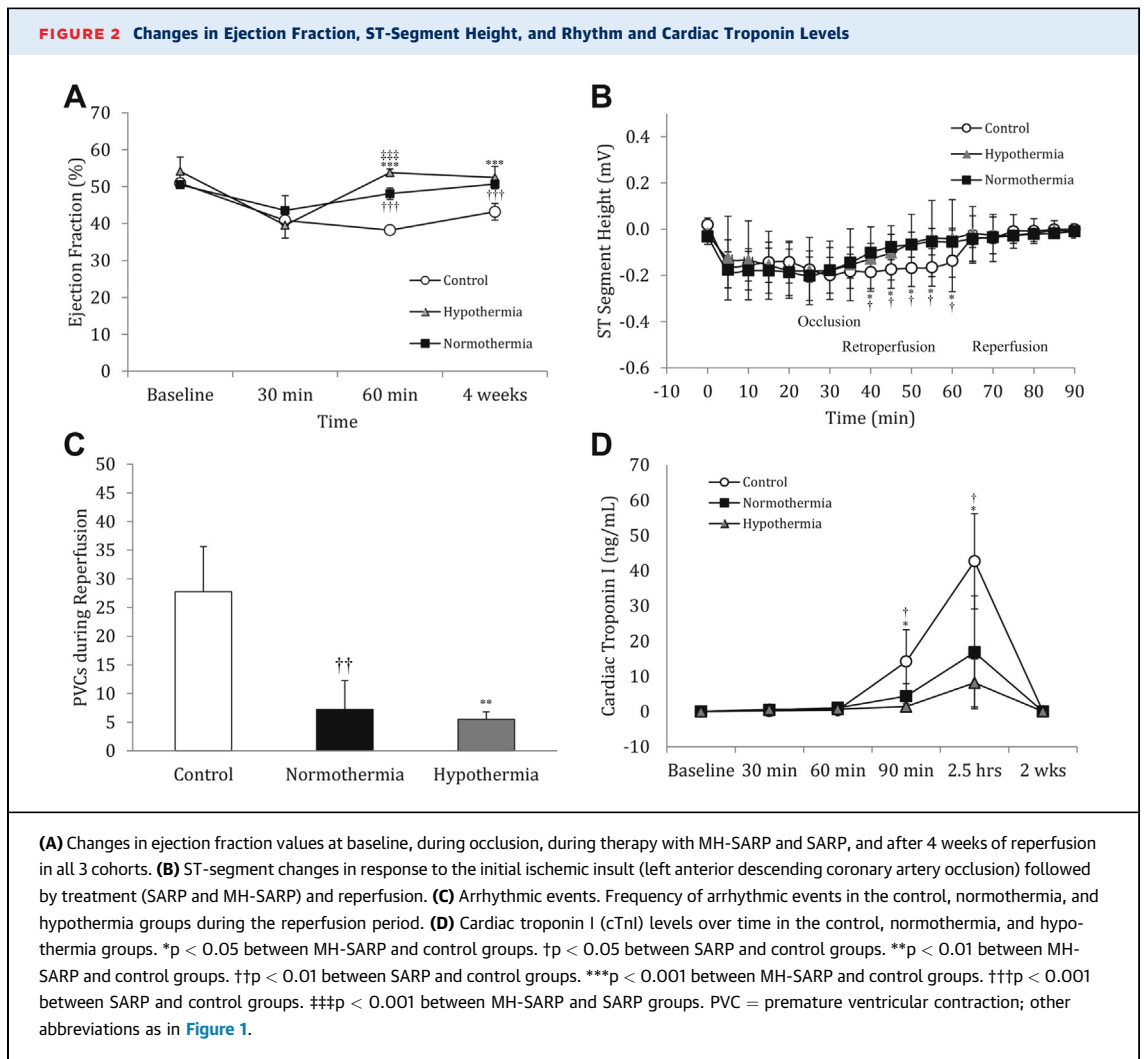 FIGURE 2 Changes in Ejection Fraction, ST-Segment Height, and Rhythm and Cardiac Troponin Levels
A
70
60
50
40
30
20
10
0
Ejection Fraction (%)
‡‡‡
***
†††
***
†††
Control
Hypothermia
Normothermia
Baseline
30 min
60 min
4 weeks
Time
B
0.4
0.2
0.0
-0.2
-0.4
-0.6
ST Segment Height (mV)
Control
Hypothermia
Normothermia
*
†
*
†
*
†
*
†
*
†
Occlusion
Retroperfusion
Reperfusion
-10 0 10 20 30 40 50 60 70 80 90
Time (min)
C
50
45
40
35
30
25
20
15
10
5
0
PVCs during Reperfusion
††
**
Control
Normothermia
Hypothermia
D
70
60
50
40
30
20
10
0
-10
Cardiac Troponin I (ng/mL)
Control
Normothermia
Hypothermia
†
*
†
*
Baseline 30 min 60 min 90 min 2.5 hrs 2 wks
(A) Changes in ejection fraction values at baseline, during occlusion, during therapy with MH-SARP and SARP, and after 4 weeks of reperfusion
in all 3 cohorts. (B) ST-segment changes in response to the initial ischemic insult (left anterior descending coronary artery occlusion) followed
by treatment (SARP and MH-SARP) and reperfusion. (C) Arrhythmic events. Frequency of arrhythmic events in the control, normothermia, and
hypothermia groups during the reperfusion period. (D) Cardiac troponin I (cTnI) levels over time in the control, normothermia, and hypo-
thermia groups. *p < 0.05 between MH-SARP and control groups. †p < 0.05 between SARP and control groups. **p < 0.01 between MH-
SARP and control groups. ††p < 0.01 between SARP and control groups. ***p < 0.001 between MH-SARP and control groups. †††p < 0.001
between SARP and control groups. ‡‡‡p < 0.001 between MH-SARP and SARP groups. PVC = premature ventricular contraction; other
abbreviations as in Figure 1.